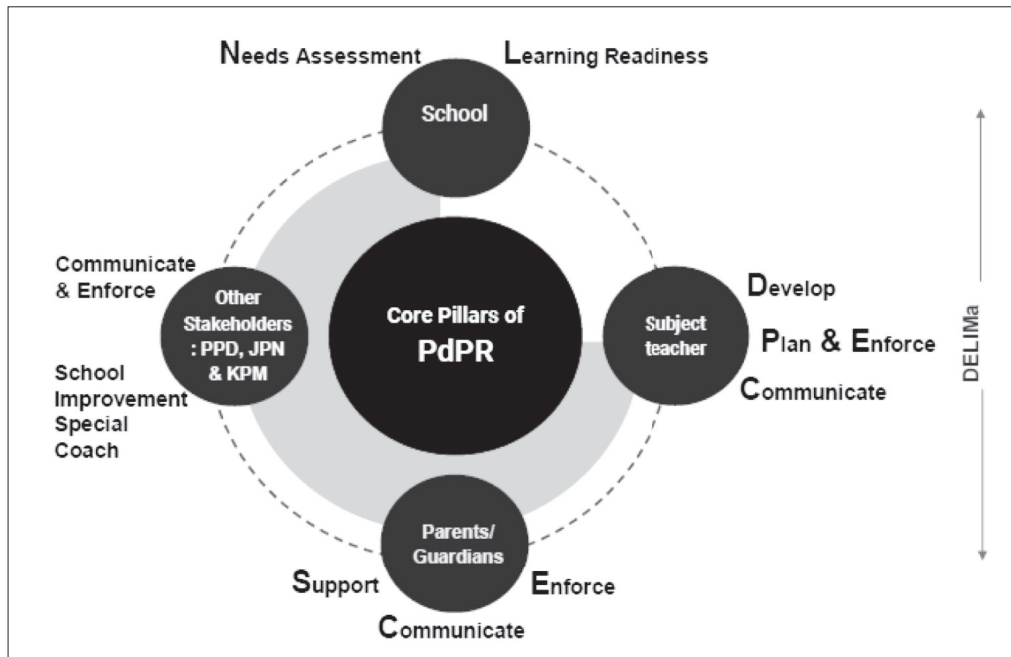 Needs Assessment
Learning Readiness
School
Communicate
& Enforce
Other
Stakeholders
: PPD, JPN
& KPM
School
Improvement
Special
Coach
Core Pillars of
PdPR
Subject
teacher
Develop
Plan & Enforce
Communicate
DELIMa
Parents/
Guardians
Support
Enforce
Communicate